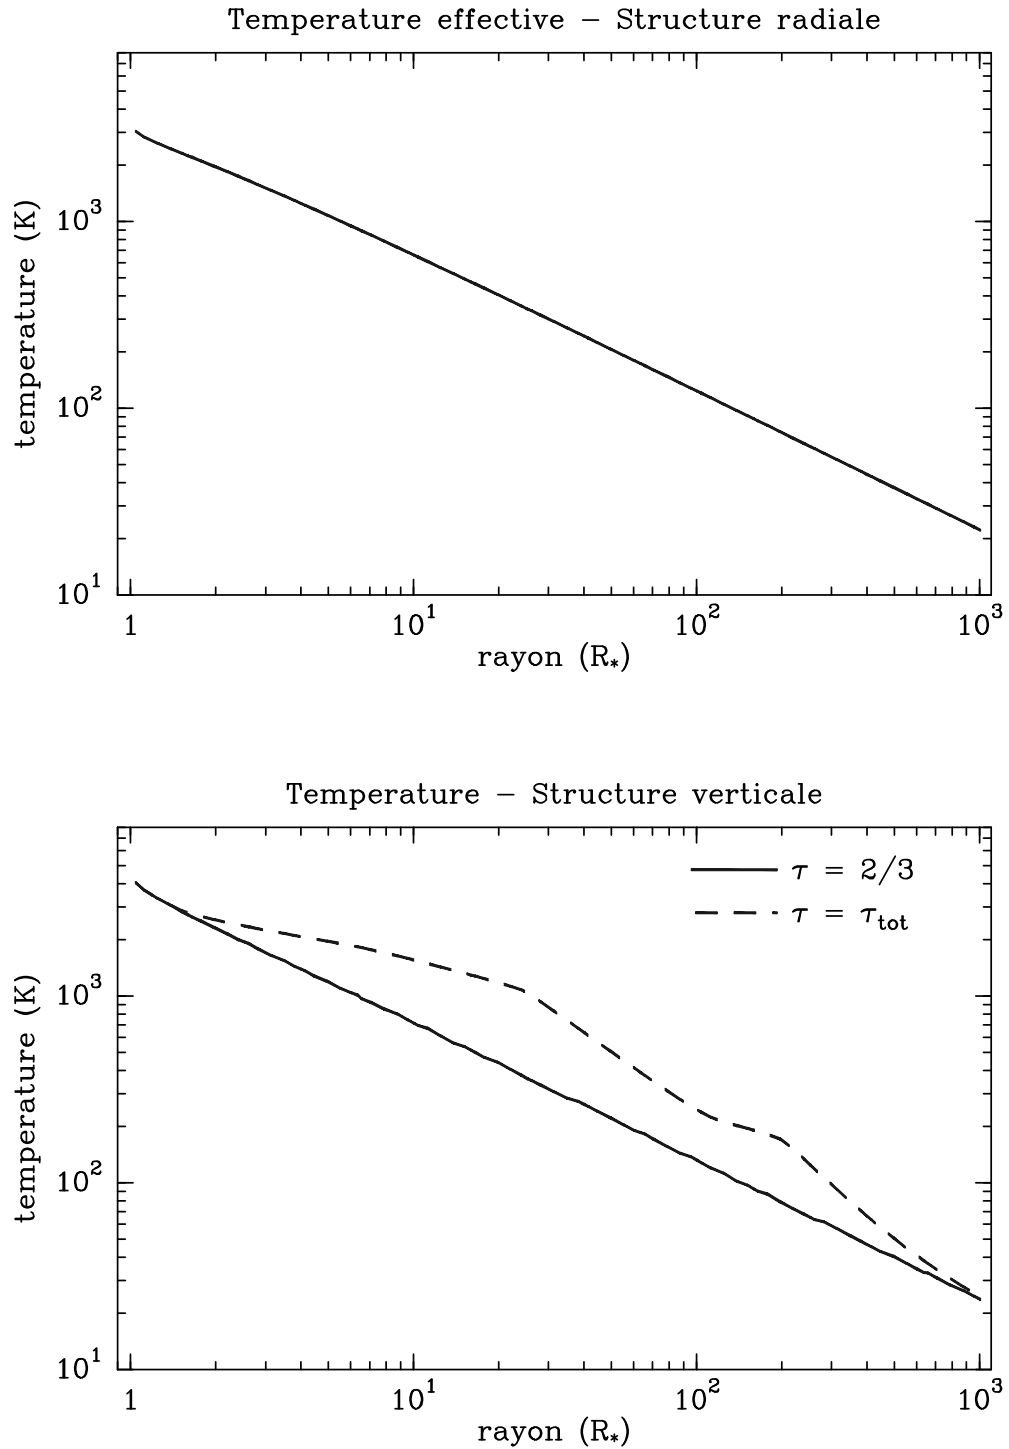 Temperature effective – Structure radiale
temperature (K)
10³
10²
10¹
1 10¹ 10² 10³
rayon (R*)
Temperature – Structure verticale
τ = 2/3
τ = τtot
temperature (K)
10³
10²
10¹
1 10¹ 10² 10³
rayon (R*)